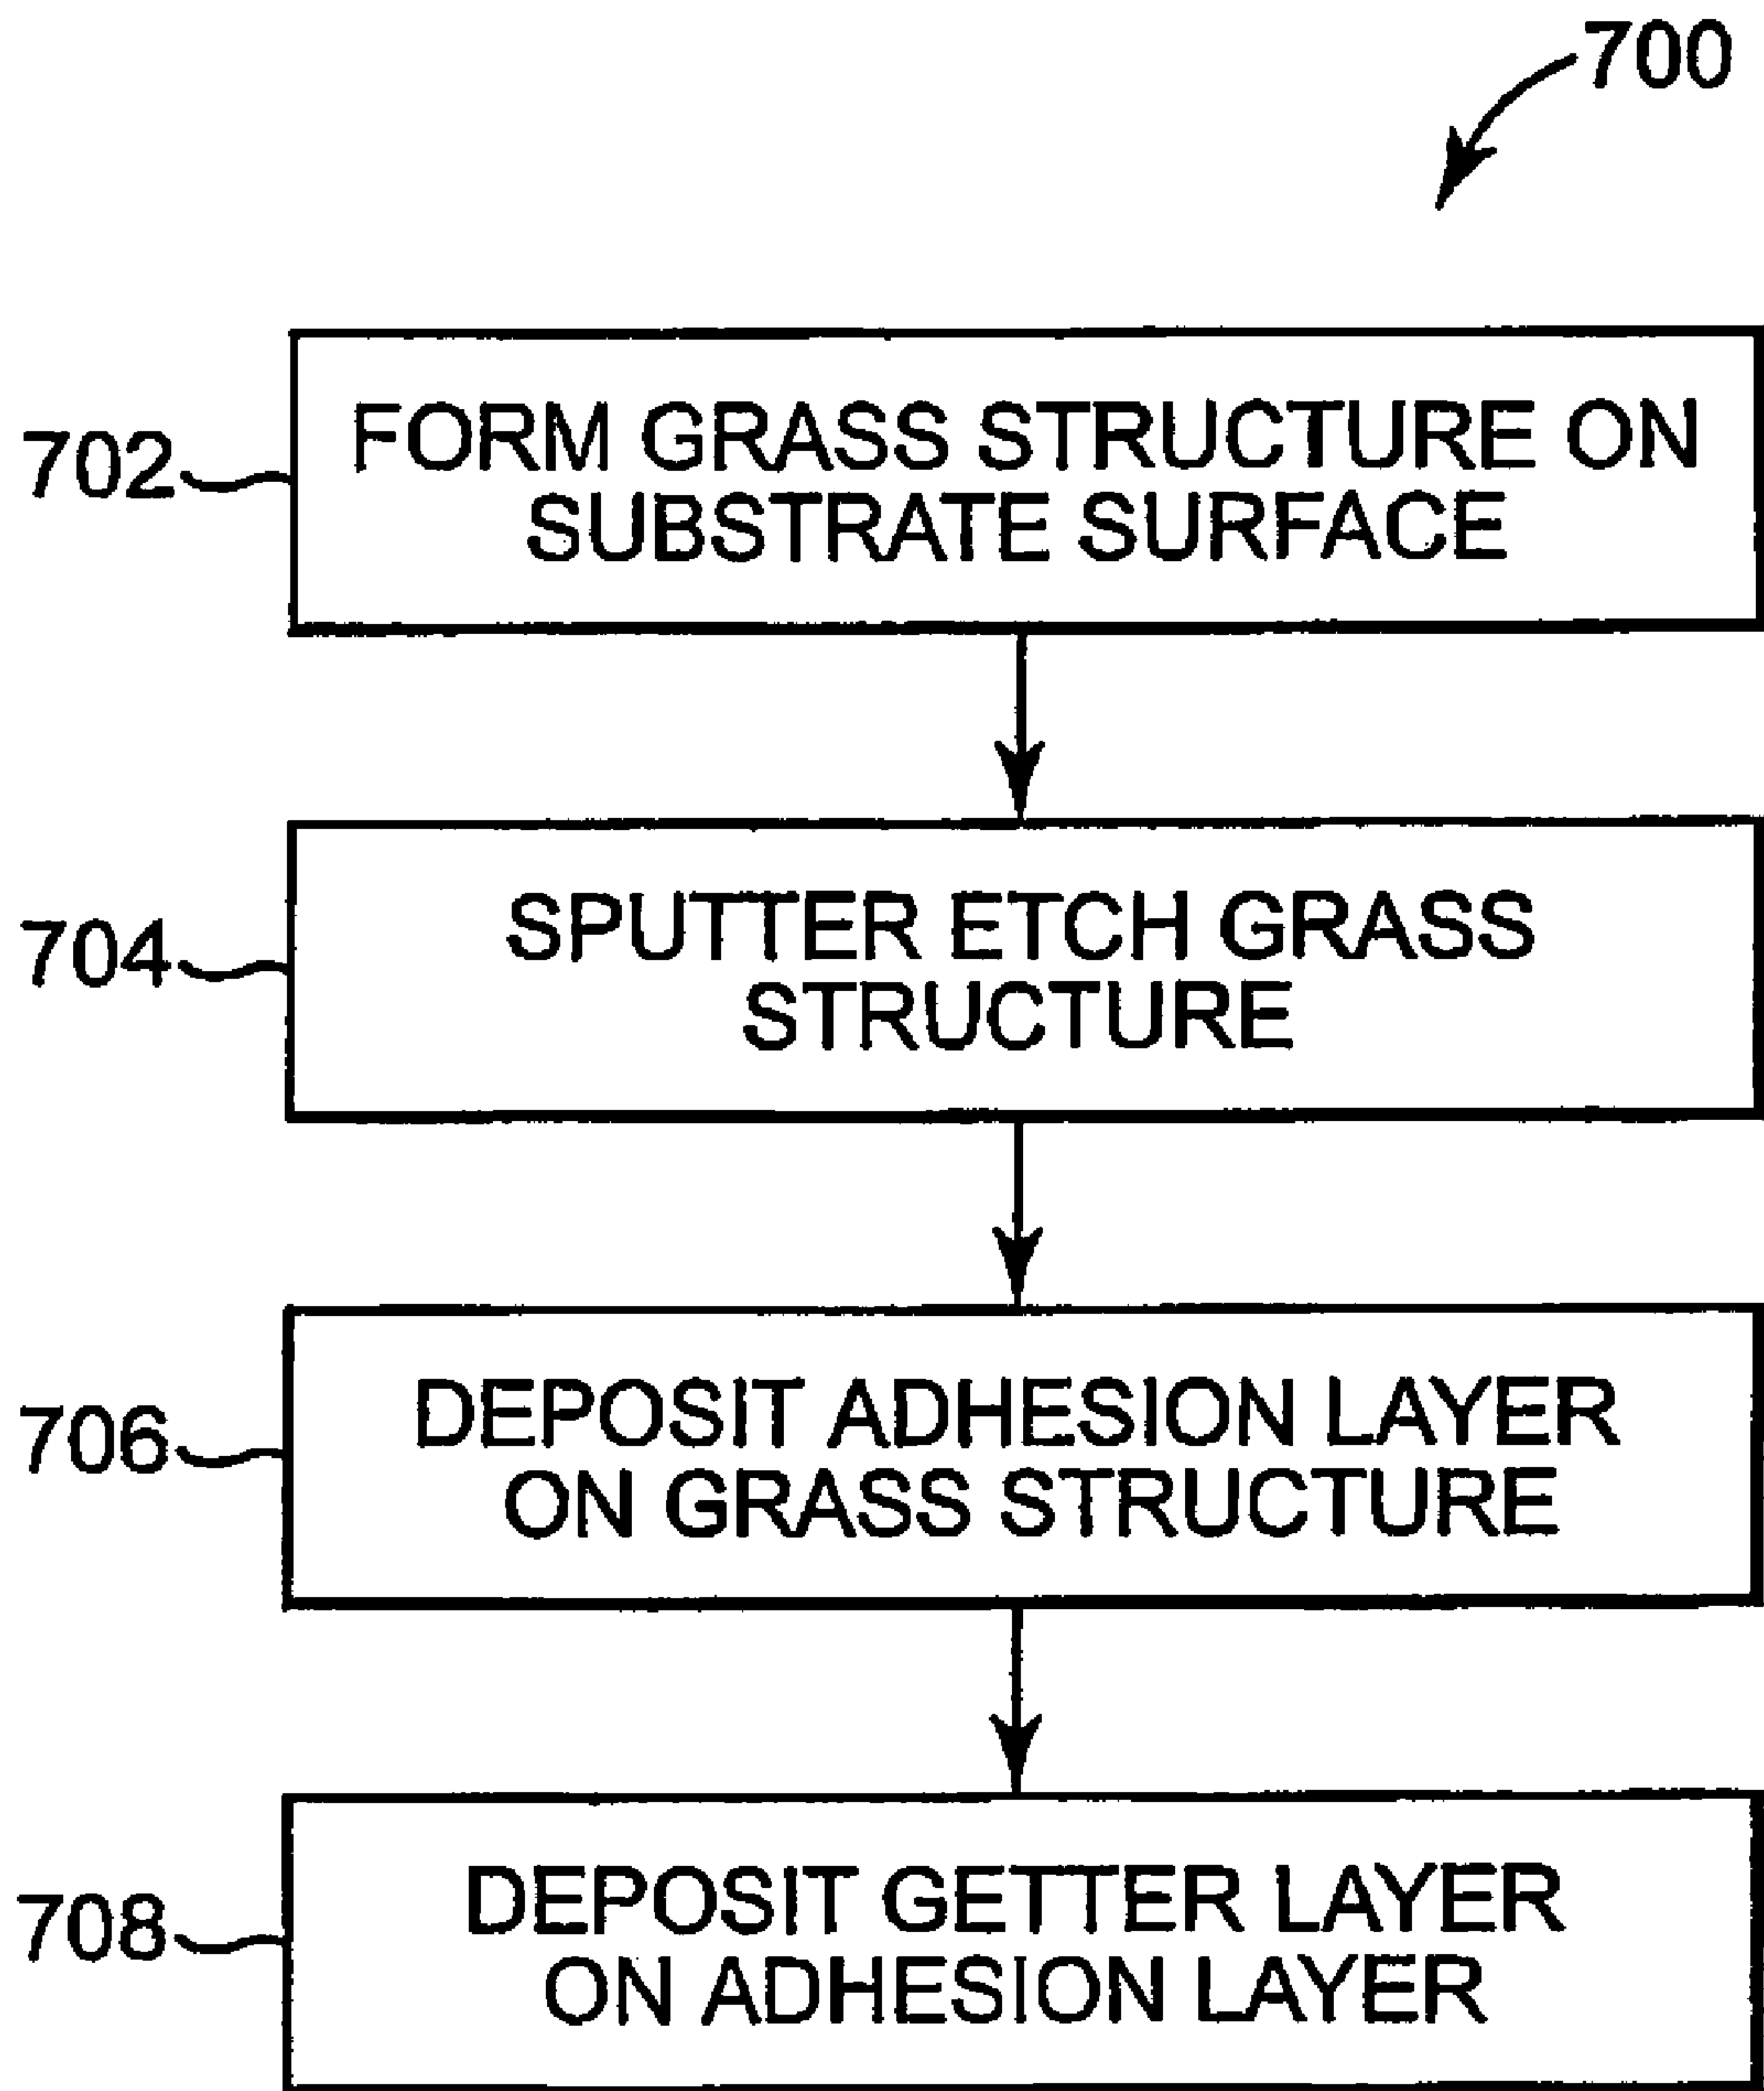 700
702
FORM GRASS STRUCTURE ON
SUBSTRATE SURFACE
704
SPUTTER ETCH GRASS
STRUCTURE
706
DEPOSIT ADHESION LAYER
ON GRASS STRUCTURE
708
DEPOSIT GETTER LAYER
ON ADHESION LAYER